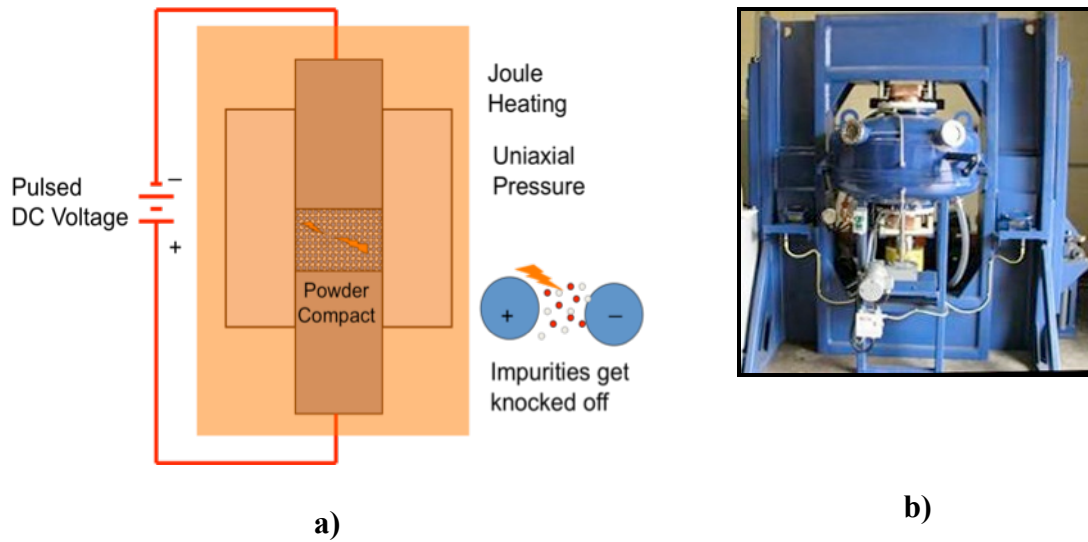 Joule
Heating
Uniaxial
Pressure
Pulsed
DC Voltage
–
+
Powder
Compact
+
–
Impurities get
knocked off
a)
b)